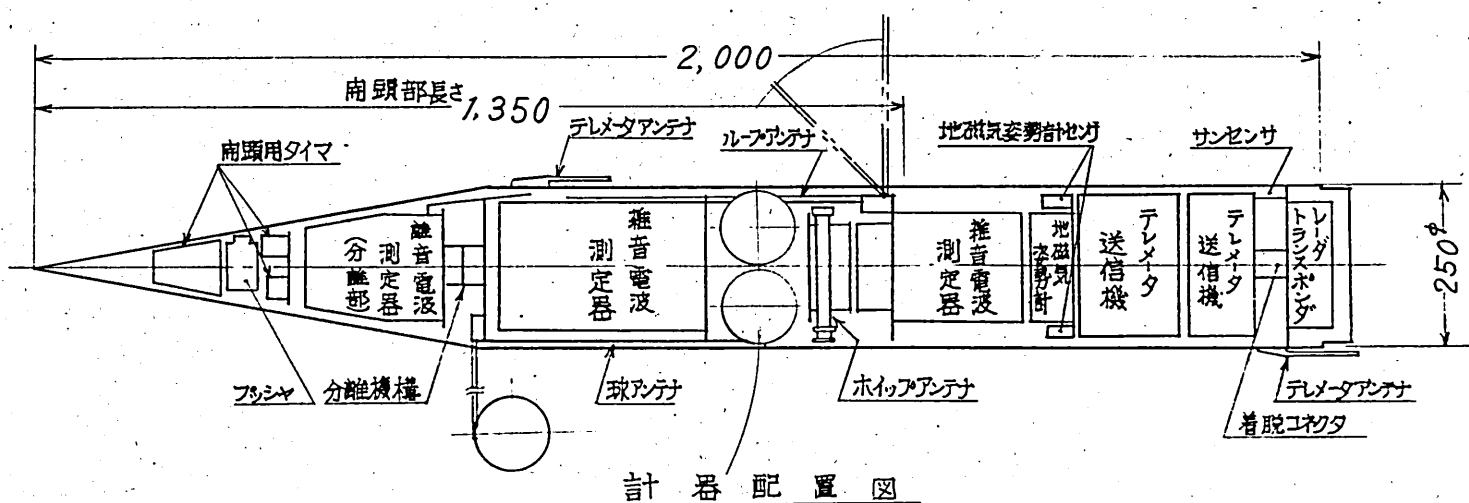 2,000
開頭部長さ
1,350
テレメータアンテナ
ループアンテナ
地磁気姿勢計センサ
サンセンサ
開頭用タイマ
雑音電波
測定器
(分離部)
雑音電波
測定器
雑音電波
測定器
地磁気
姿勢計
テレメータ
送信機
テレメータ
送信機
レーダ
トランスポンダ
250φ
プッシャ
分離機構
球アンテナ
ホイップアンテナ
テレメータアンテナ
着脱コネクタ
計器配置図